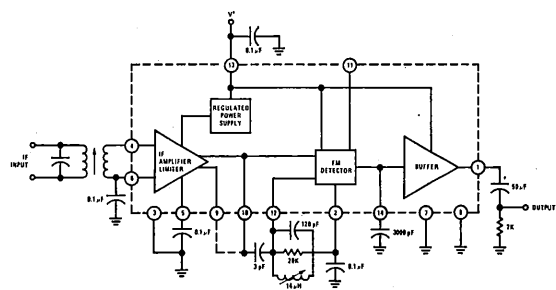 V+
0.1 µF
13
11
REGULATED
POWER
SUPPLY
IF
INPUT
4
6
IF
AMPLIFIER
LIMITER
FM
DETECTOR
BUFFER
1
50 µF
OUTPUT
2K
0.1 µF
3
5
9
10
12
2
14
7
8
0.1 µF
120 pF
3 pF
20K
0.1 µF
3000 pF
16 µH